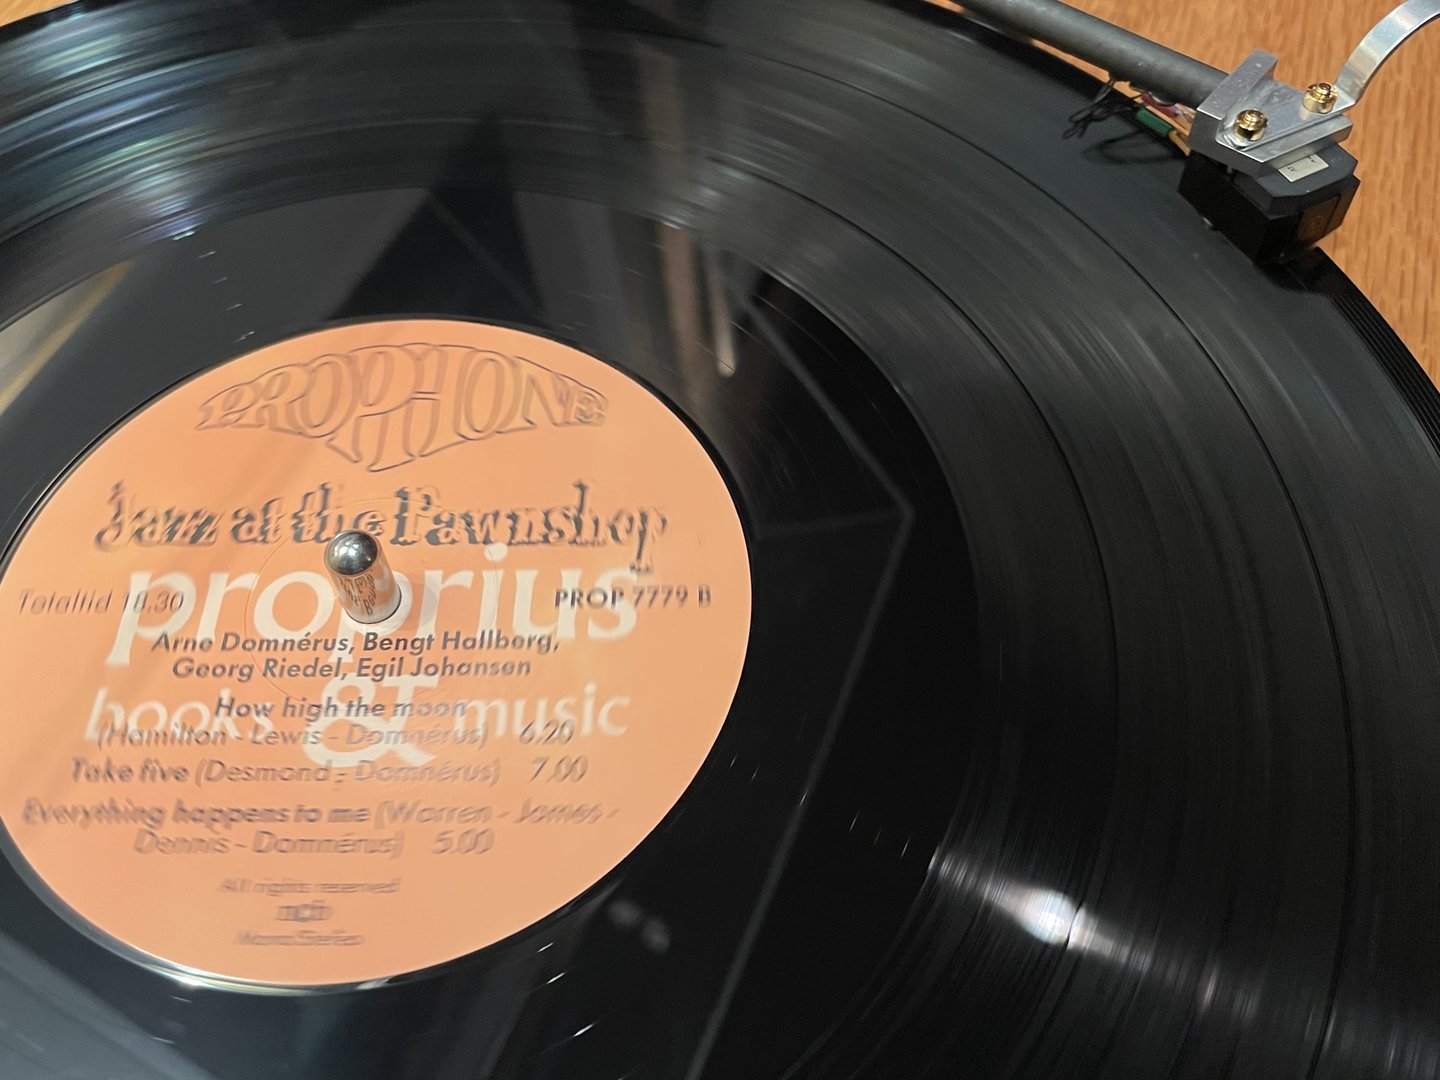 PROPHONE
Jazz at the Pawnshop
proprius
Totaltid 18.30 PROP 7779 B
Arne Domnérus, Bengt Hallberg,
Georg Riedel, Egil Johansen
books & music
How high the moon
(Hamilton - Lewis - Domnérus) 6.20
Take five (Desmond - Domnérus) 7.00
Everything happens to me (Warren - James -
Dennis - Domnérus) 5.00
All rights reserved
ncb